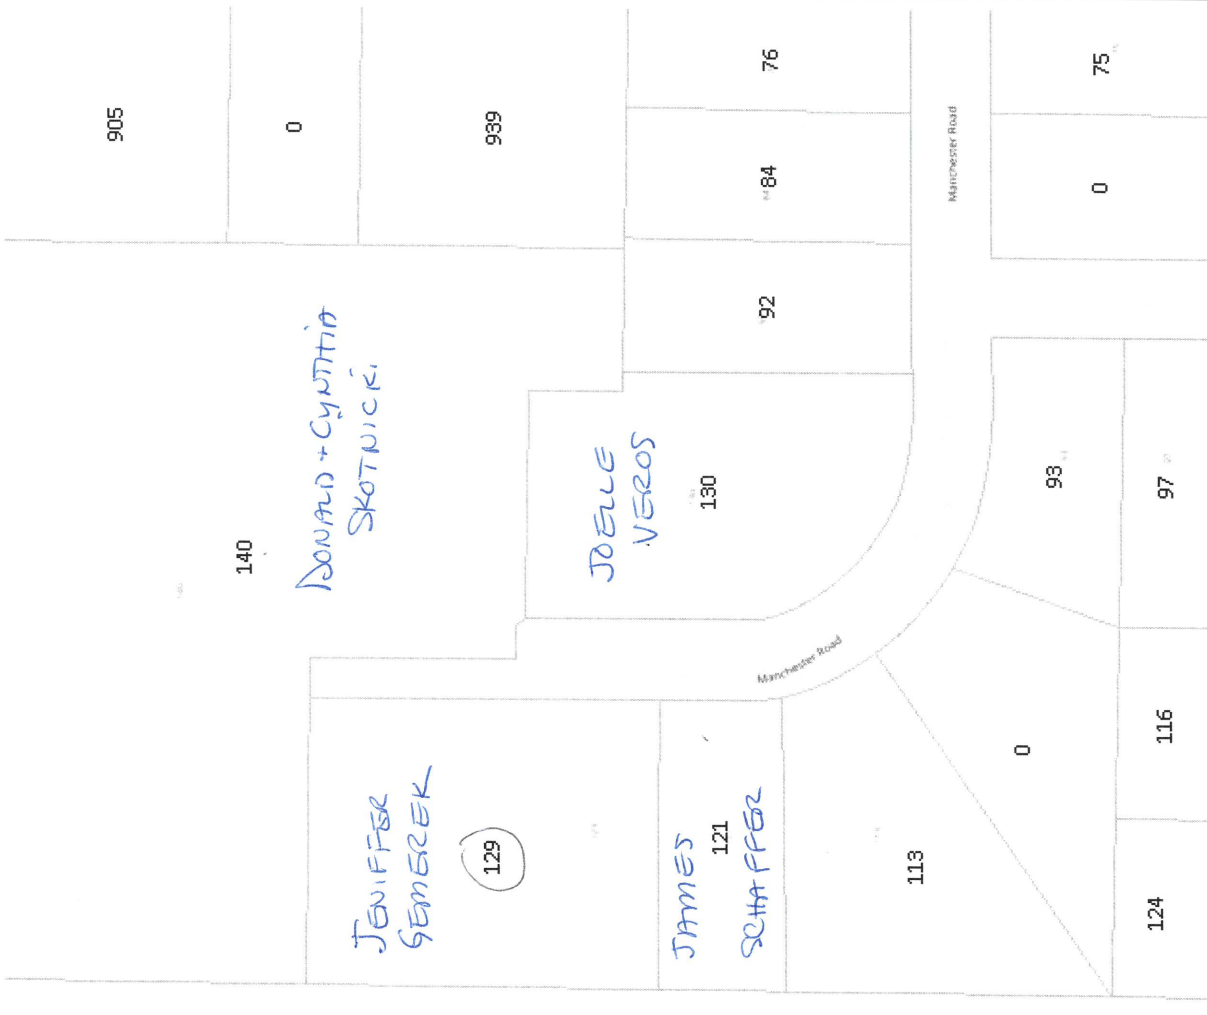 905
140
0
DONALD + CYNTHIA
SKOTNICKI
JENIFFER
GEMEREK
129
939
JOELLE
VEROS
130
JAMES
121
SCHAFFER
92
84
76
Manchester Road
113
Manchester Road
0
93
0
75
124
116
97